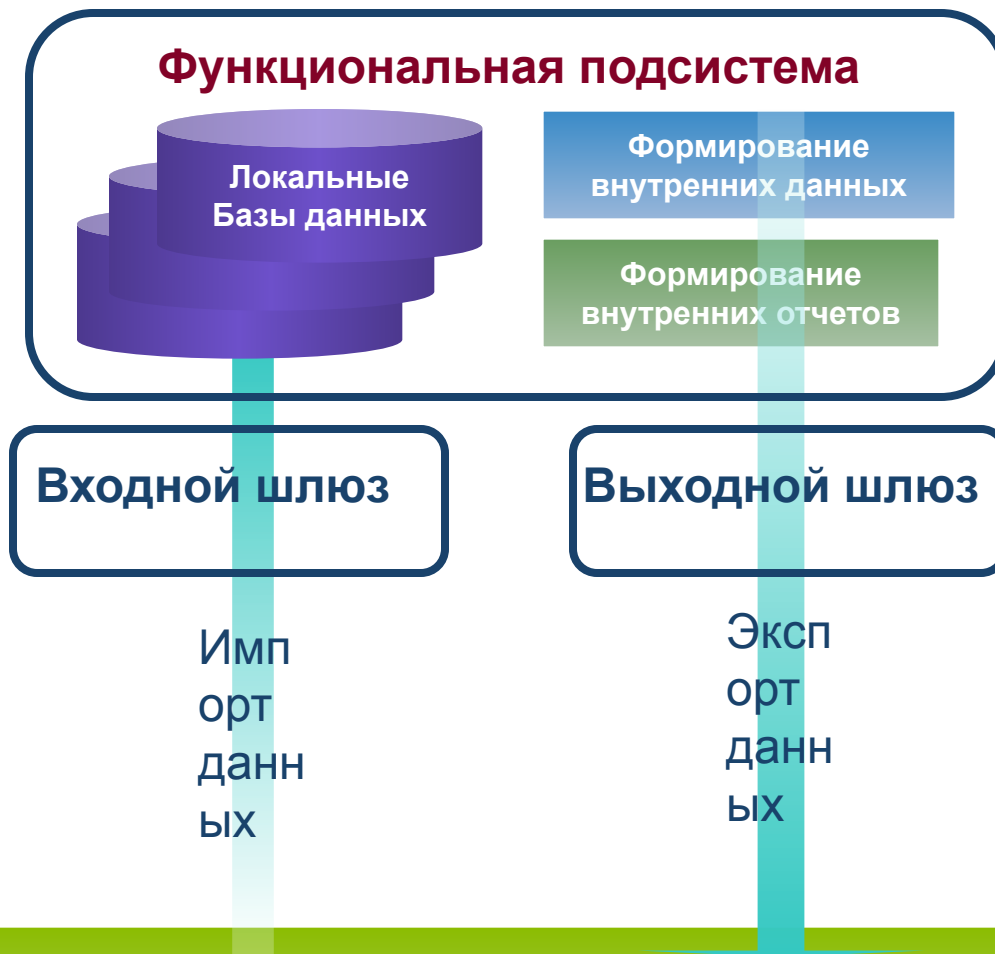 Функциональная подсистема
Локальные
Базы данных
Формирование
внутренних данных
Формирование
внутренних отчетов
Входной шлюз
Выходной шлюз
Имп
орт
данн
ых
Эксп
орт
данн
ых